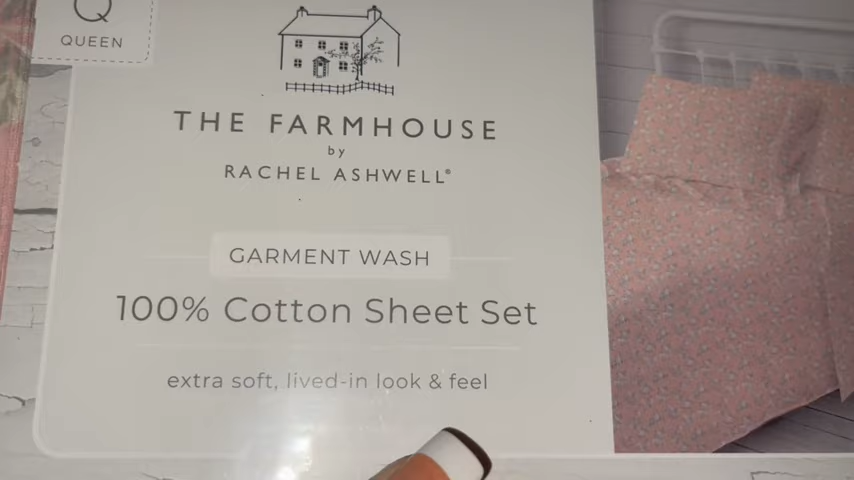 Q
QUEEN
THE FARMHOUSE
by
RACHEL ASHWELL®
GARMENT WASH
100% Cotton Sheet Set
extra soft, lived-in look & feel